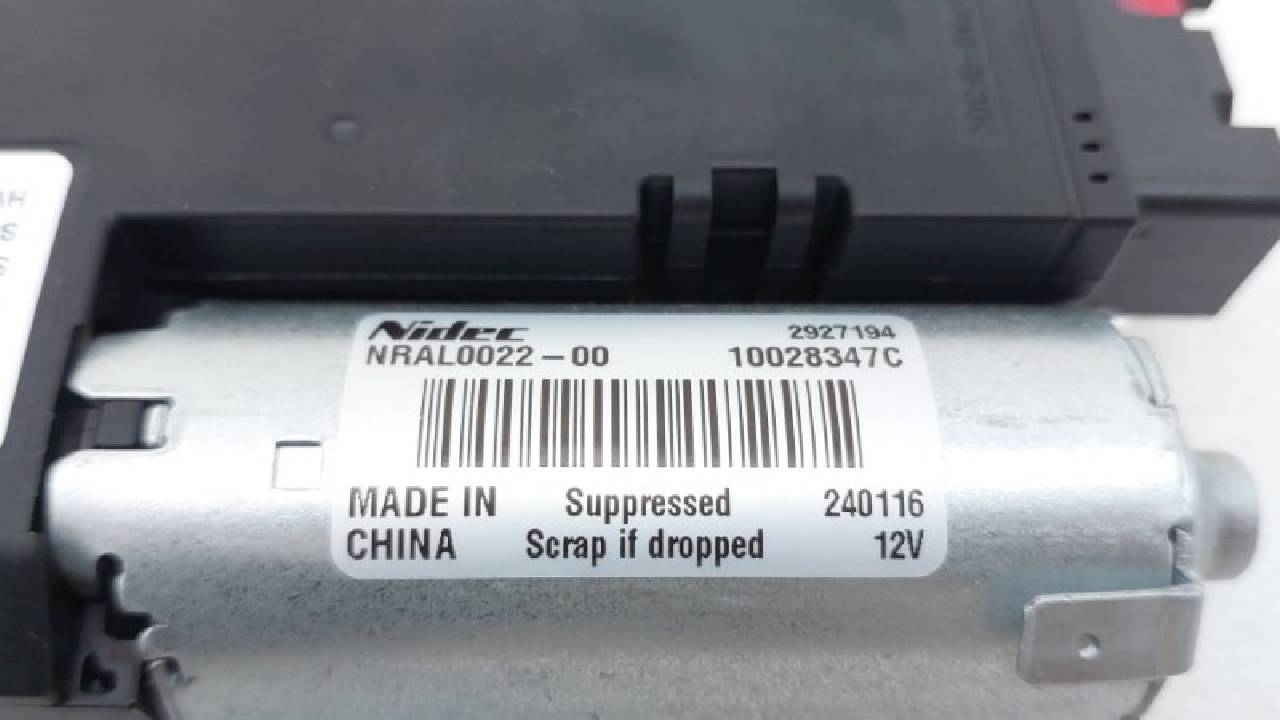 Nidec 2927194
NRAL0022-00 10028347C
MADE IN Suppressed 240116
CHINA Scrap if dropped 12V